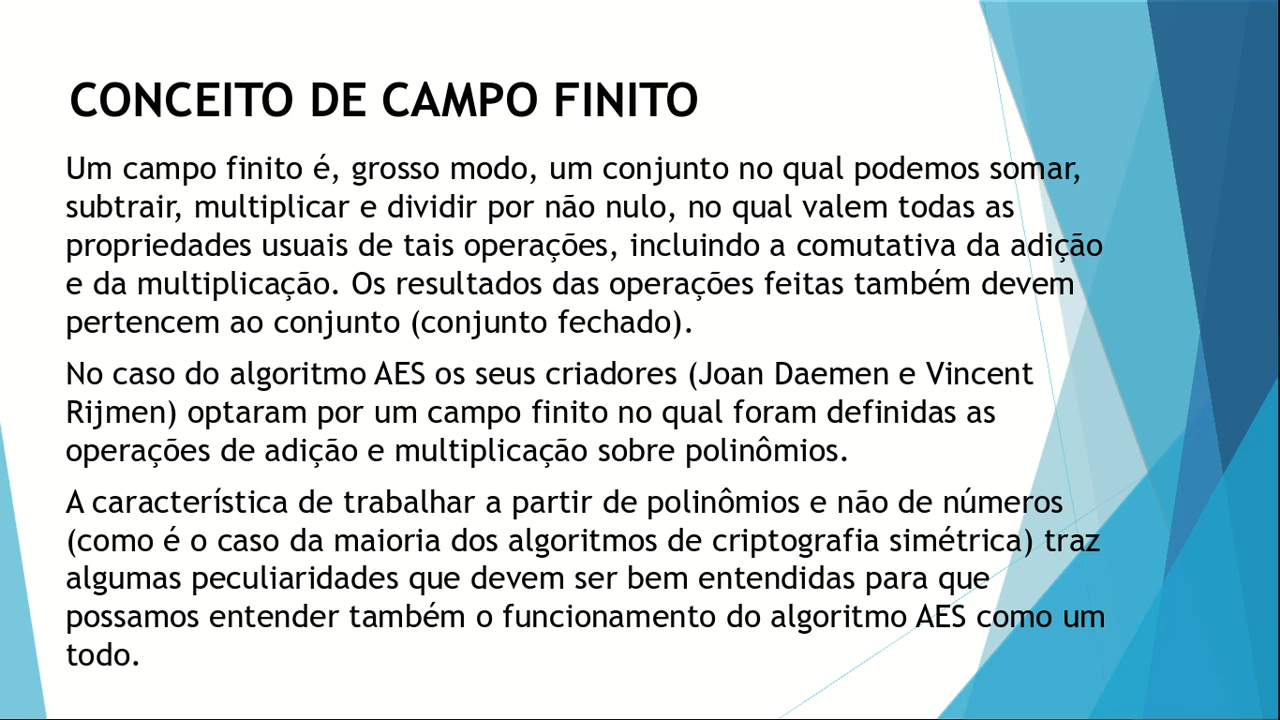 CONCEITO DE CAMPO FINITO
Um campo finito é, grosso modo, um conjunto no qual podemos somar,
subtrair, multiplicar e dividir por não nulo, no qual valem todas as
propriedades usuais de tais operações, incluindo a comutativa da adição
e da multiplicação. Os resultados das operações feitas também devem
pertencem ao conjunto (conjunto fechado).
No caso do algoritmo AES os seus criadores (Joan Daemen e Vincent
Rijmen) optaram por um campo finito no qual foram definidas as
operações de adição e multiplicação sobre polinômios.
A característica de trabalhar a partir de polinômios e não de números
(como é o caso da maioria dos algoritmos de criptografia simétrica) traz
algumas peculiaridades que devem ser bem entendidas para que
possamos entender também o funcionamento do algoritmo AES como um
todo.